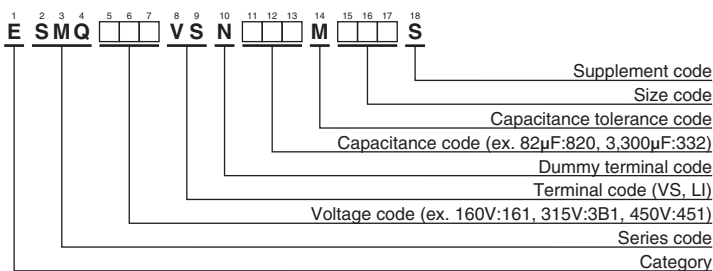 1 2 3 4 5 6 7 8 9 10 11 12 13 14 15 16 17 18
E SMQ □□□ VS N □□□ M □□□ S
Supplement code
Size code
Capacitance tolerance code
Capacitance code (ex. 82µF:820, 3,300µF:332)
Dummy terminal code
Terminal code (VS, LI)
Voltage code (ex. 160V:161, 315V:3B1, 450V:451)
Series code
Category